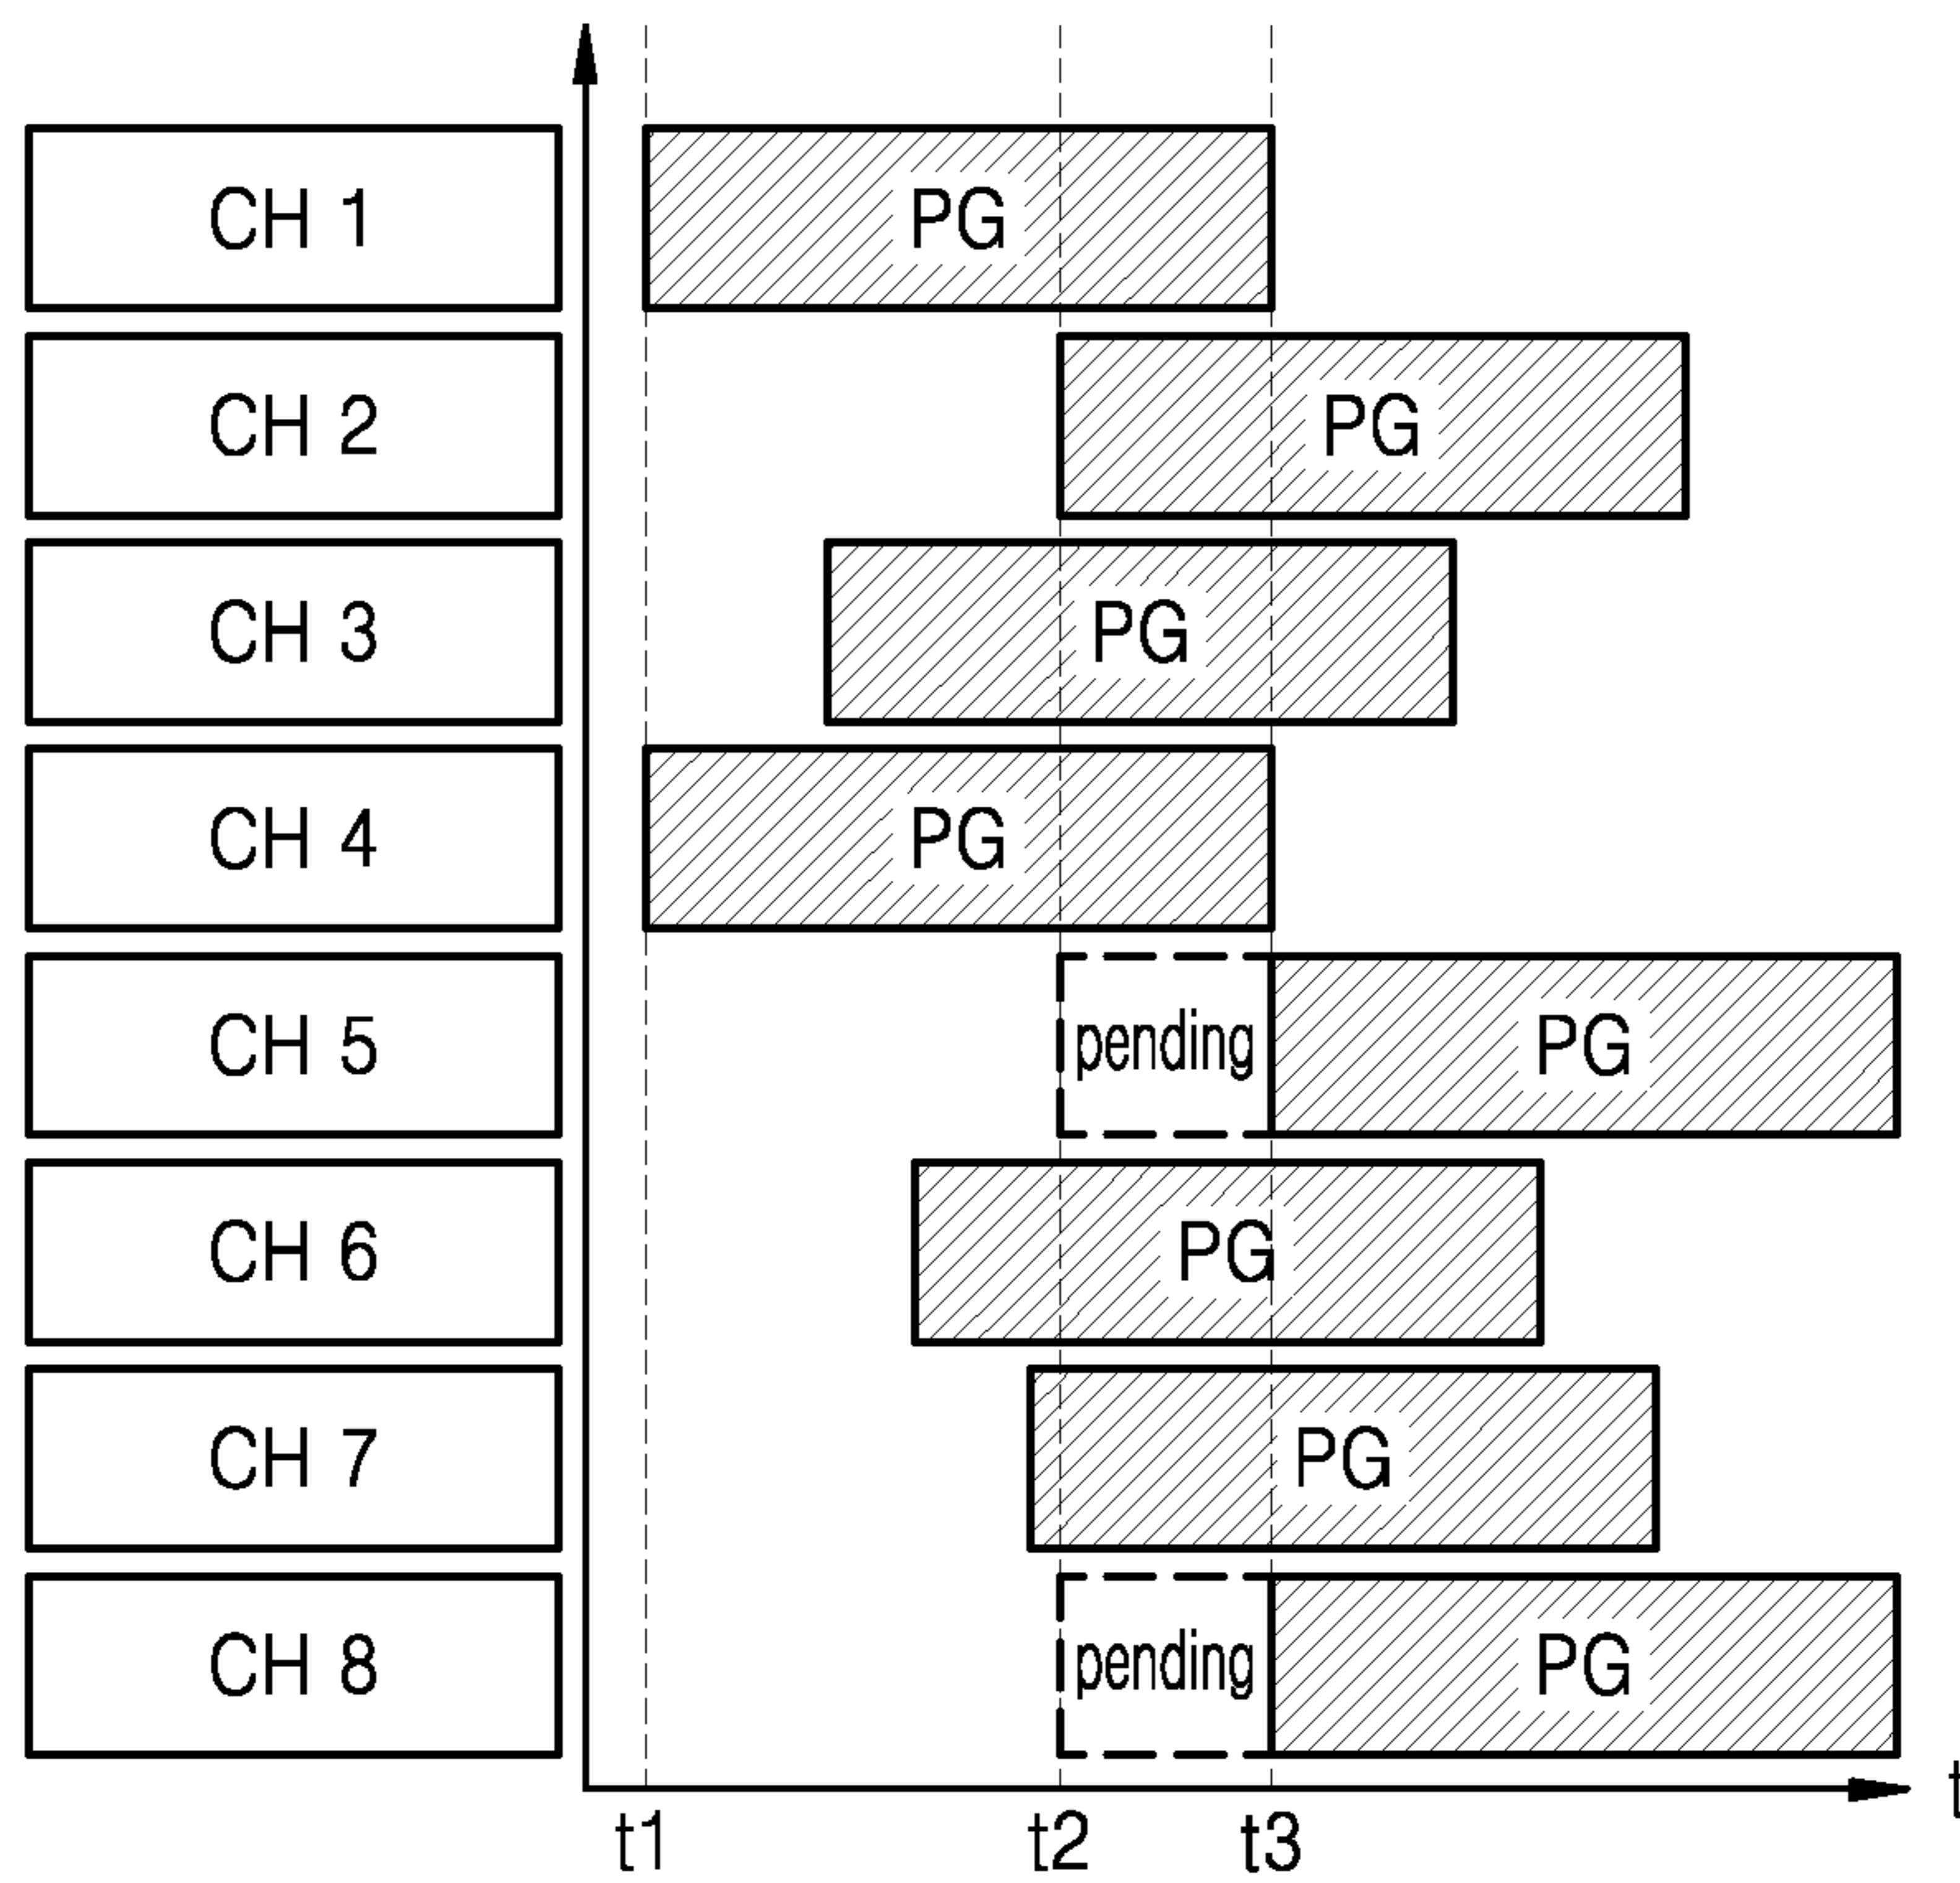 CH 1 PG
CH 2 PG
CH 3 PG
CH 4 PG
CH 5 pending PG
CH 6 PG
CH 7 PG
CH 8 pending PG
t
t1 t2 t3